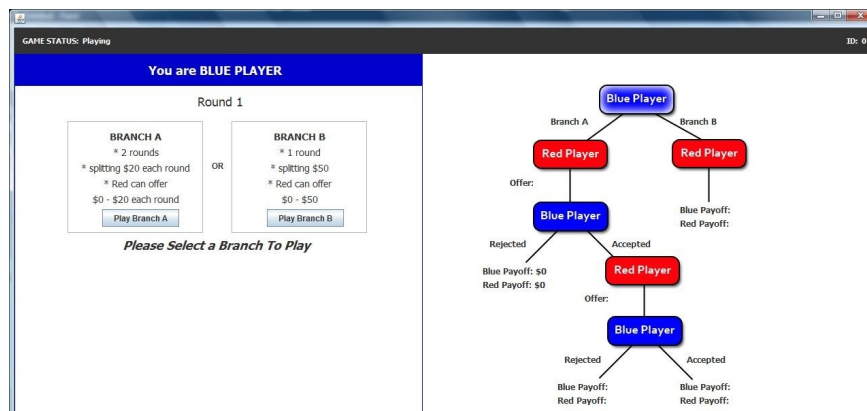 GAME STATUS: Playing
ID: 0
You are BLUE PLAYER
Round 1
BRANCH A
* 2 rounds
* splitting $20 each round
* Red can offer
$0 - $20 each round
Play Branch A
OR
BRANCH B
* 1 round
* splitting $50
* Red can offer
$0 - $50
Play Branch B
Please Select a Branch To Play
Blue Player
Branch A
Branch B
Red Player
Red Player
Offer:
Blue Payoff:
Red Payoff:
Blue Player
Rejected
Accepted
Blue Payoff: $0
Red Payoff: $0
Red Player
Offer:
Blue Player
Rejected
Accepted
Blue Payoff:
Red Payoff:
Blue Payoff:
Red Payoff: